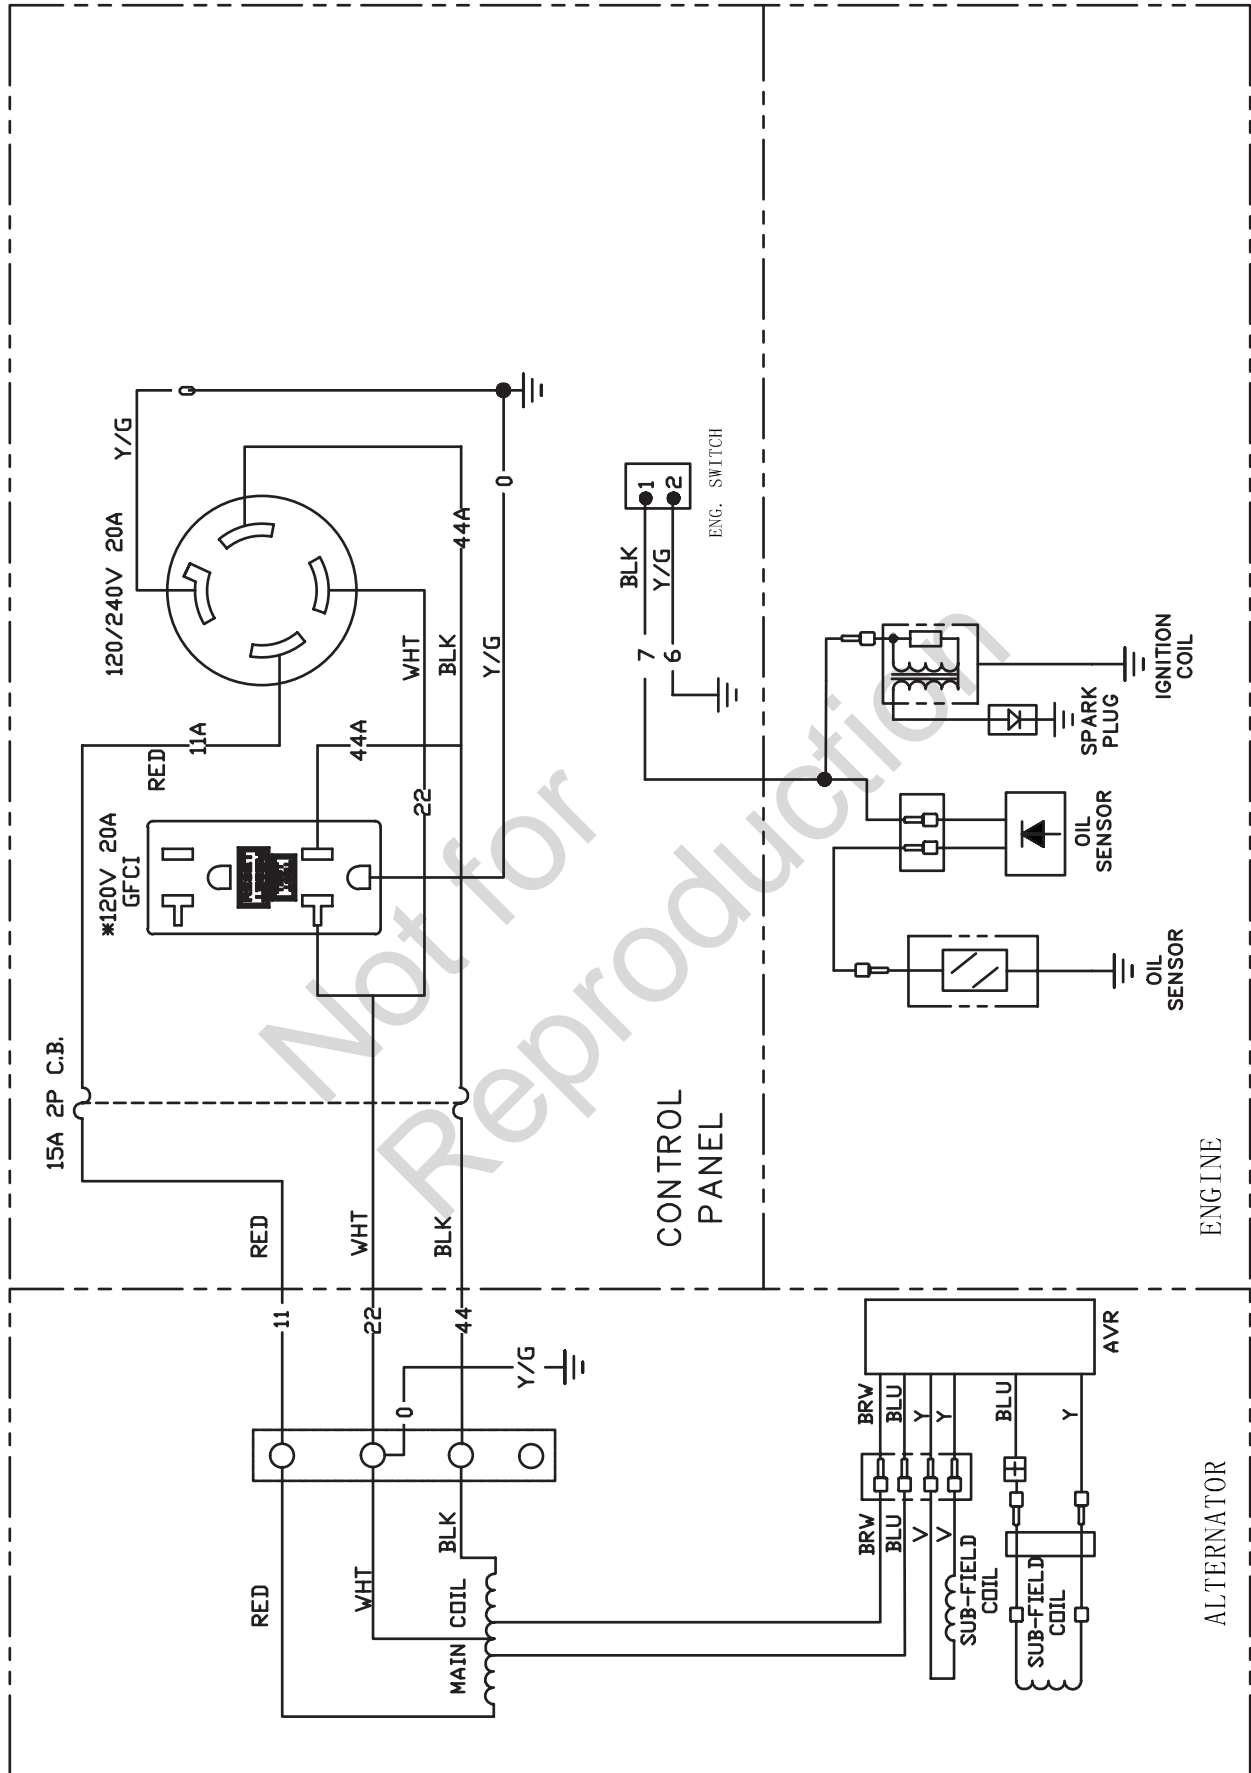 ALTERNATOR
ENGINE
CONTROL
PANEL
RED
WHT
BLK
MAIN COIL
0
Y/G
11
22
44
RED
WHT
BLK
15A 2P C.B.
*120V 20A
GFCI
RED
11A
44A
22
WHT
BLK
Y/G
120/240V 20A
Y/G
44A
0
BLK
Y/G
7
6
1
2
ENG. SWITCH
OIL
SENSOR
OIL
SENSOR
SPARK
PLUG
IGNITION
COIL
BRW
BLU
V
V
BRW
BLU
Y
Y
BLU
Y
AVR
SUB-FIELD
COIL
SUB-FIELD
COIL
Not for
Reproduction